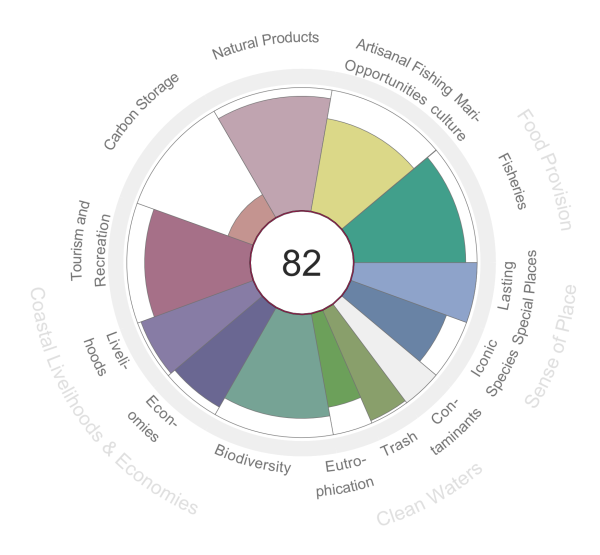 Natural Products
Artisanal Fishing
Opportunities
Mari-
culture
Fisheries
Food Provision
Lasting
Special Places
Iconic
Species
Sense of Place
Con-
taminants
Trash
Eutro-
phication
Clean Waters
Biodiversity
Econ-
omies
Liveli-
hoods
Coastal Livelihoods & Economies
Tourism and
Recreation
Carbon Storage
82